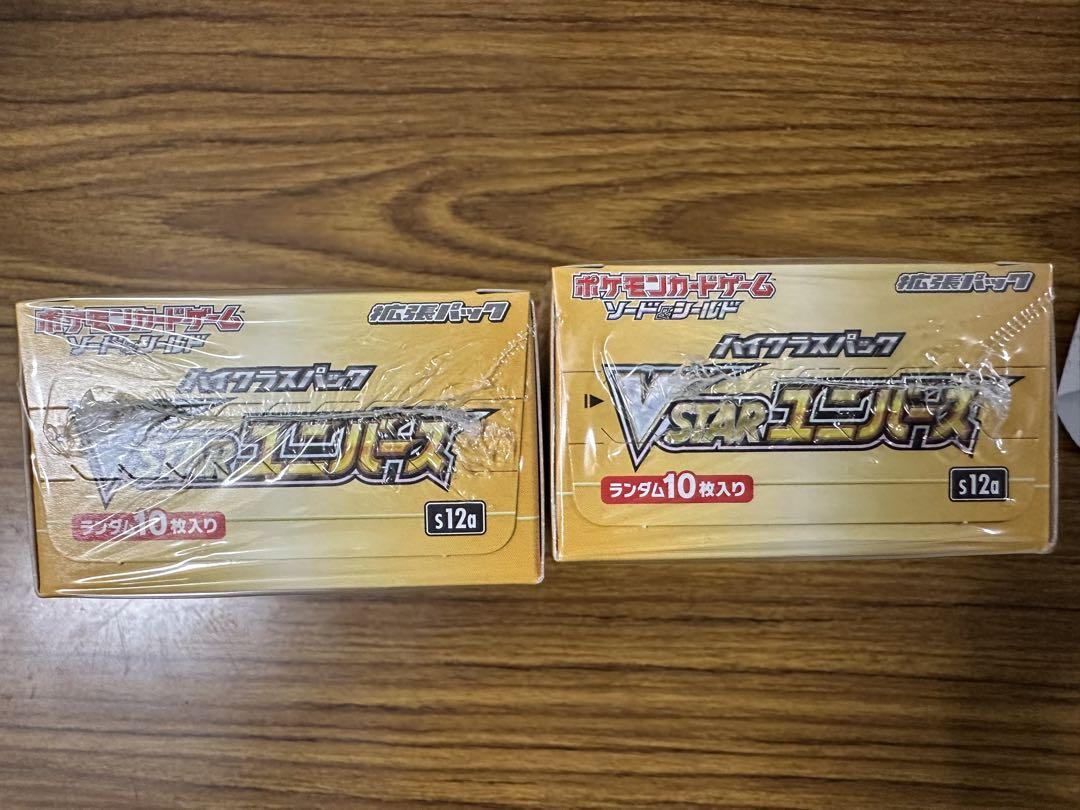 ポケモンカードゲーム
ソード&シールド
拡張パック
ハイクラスパック
VSTARユニバース
ランダム10枚入り
s12a
ポケモンカードゲーム
ソード&シールド
拡張パック
ハイクラスパック
VSTARユニバース
ランダム10枚入り
s12a